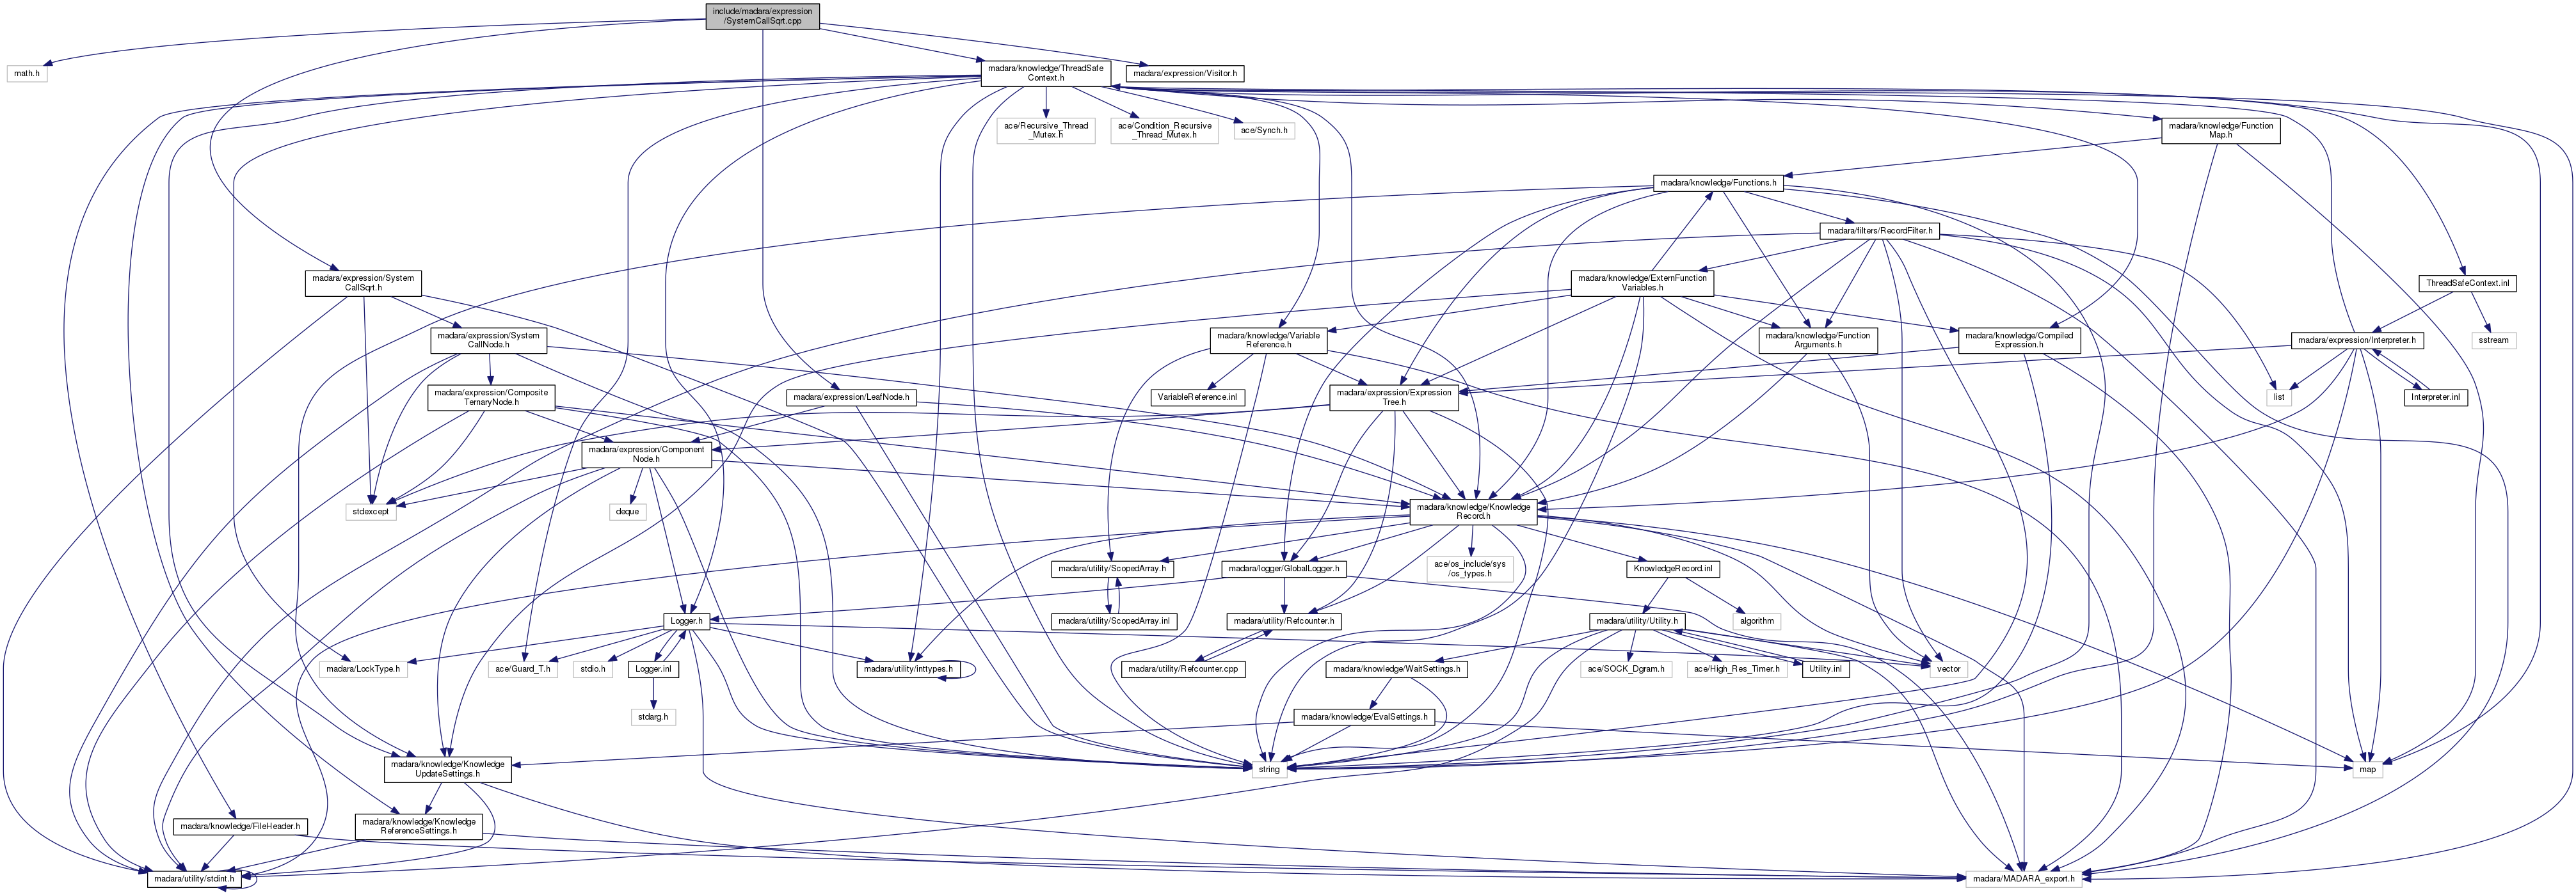 include/madara/expression
/SystemCallSqrt.cpp
math.h
madara/knowledge/ThreadSafe
Context.h
madara/expression/Visitor.h
ace/Recursive_Thread
_Mutex.h
ace/Condition_Recursive
_Thread_Mutex.h
ace/Synch.h
madara/knowledge/Function
Map.h
madara/knowledge/Functions.h
madara/filters/RecordFilter.h
madara/expression/System
CallSqrt.h
madara/knowledge/ExternFunction
Variables.h
ThreadSafeContext.inl
madara/expression/System
CallNode.h
madara/knowledge/Variable
Reference.h
madara/knowledge/Function
Arguments.h
madara/knowledge/Compiled
Expression.h
madara/expression/Interpreter.h
sstream
madara/expression/Composite
TernaryNode.h
madara/expression/LeafNode.h
VariableReference.inl
madara/expression/Expression
Tree.h
list
Interpreter.inl
madara/expression/Component
Node.h
stdexcept
deque
madara/knowledge/Knowledge
Record.h
madara/utility/ScopedArray.h
madara/logger/GlobalLogger.h
ace/os_include/sys
/os_types.h
KnowledgeRecord.inl
Logger.h
madara/utility/ScopedArray.inl
madara/utility/Refcounter.h
madara/utility/Utility.h
algorithm
madara/LockType.h
ace/Guard_T.h
stdio.h
Logger.inl
madara/utility/inttypes.h
madara/utility/Refcounter.cpp
madara/knowledge/WaitSettings.h
ace/SOCK_Dgram.h
ace/High_Res_Timer.h
Utility.inl
vector
stdarg.h
madara/knowledge/EvalSettings.h
madara/knowledge/Knowledge
UpdateSettings.h
string
map
madara/knowledge/FileHeader.h
madara/knowledge/Knowledge
ReferenceSettings.h
madara/utility/stdint.h
madara/MADARA_export.h